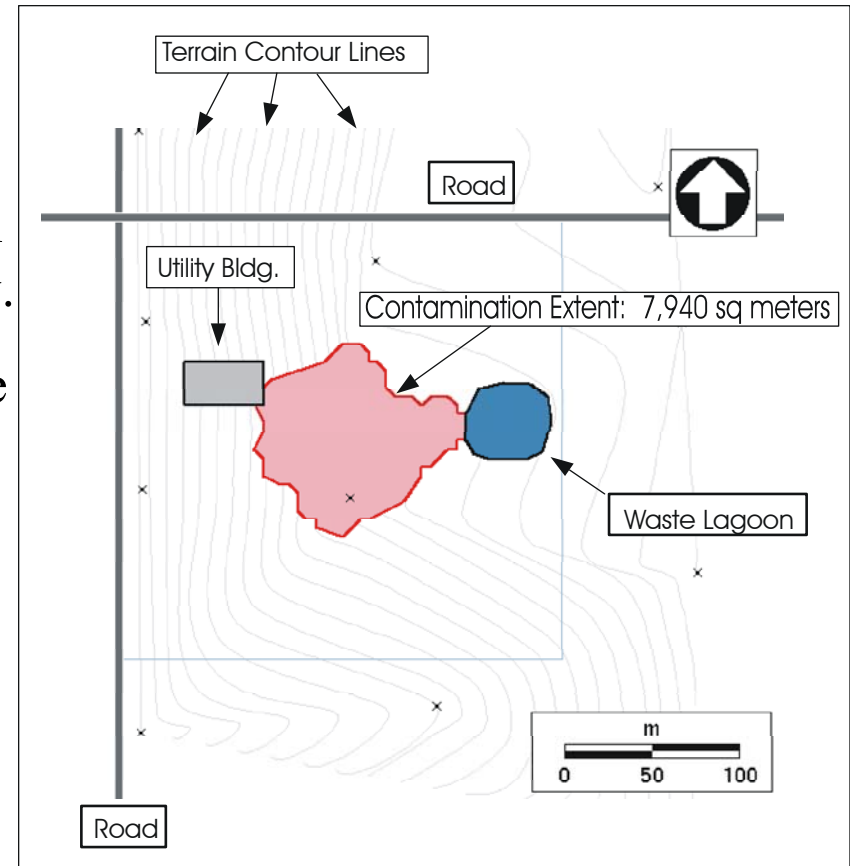 Terrain Contour Lines
Road
Utility Bldg.
Contamination Extent: 7,940 sq meters
Waste Lagoon
m
0 50 100
Road